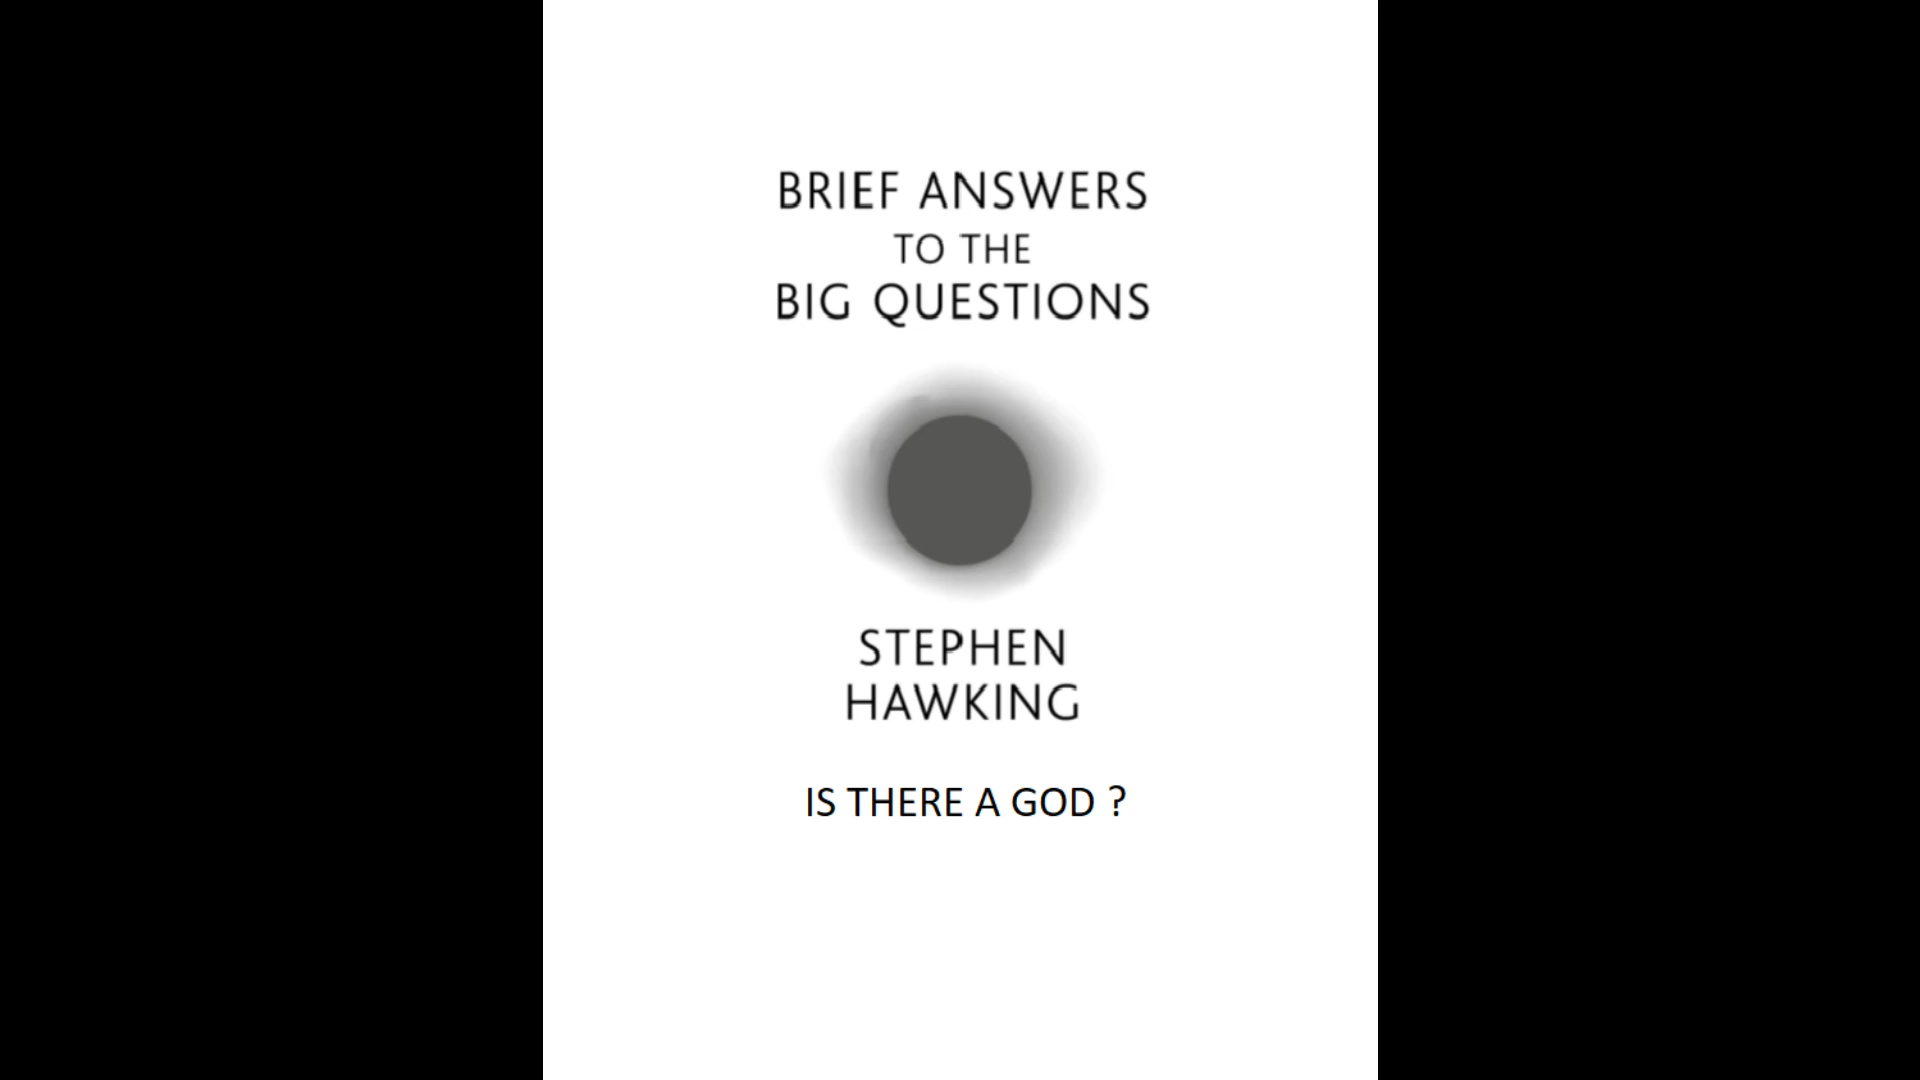 BRIEF ANSWERS
TO THE
BIG QUESTIONS
STEPHEN
HAWKING
IS THERE A GOD ?